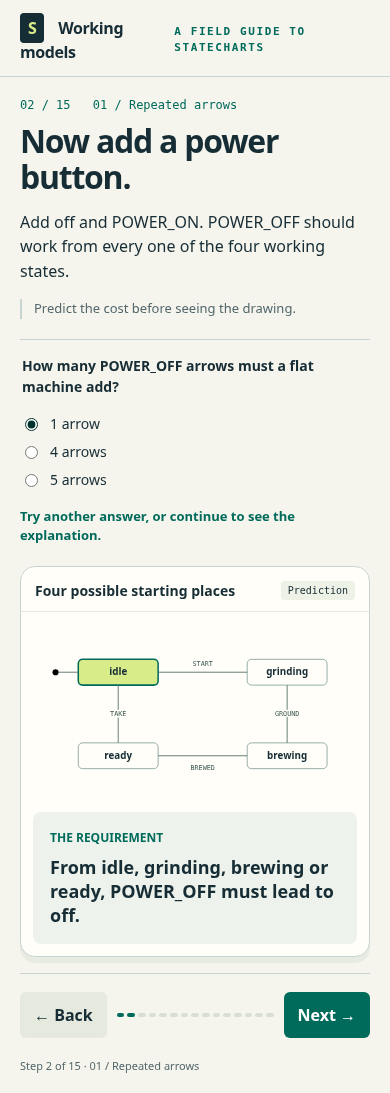 S Working models
A FIELD GUIDE TO
STATECHARTS
02 / 15 01 / Repeated arrows
Now add a power
button.
Add off and POWER_ON. POWER_OFF should
work from every one of the four working
states.
Predict the cost before seeing the drawing.
How many POWER_OFF arrows must a flat
machine add?
1 arrow
4 arrows
5 arrows
Try another answer, or continue to see the
explanation.
Four possible starting places
Prediction
idle
START
grinding
TAKE
GROUND
ready
BREWED
brewing
THE REQUIREMENT
From idle, grinding, brewing or
ready, POWER_OFF must lead to
off.
← Back
Next →
Step 2 of 15 · 01 / Repeated arrows